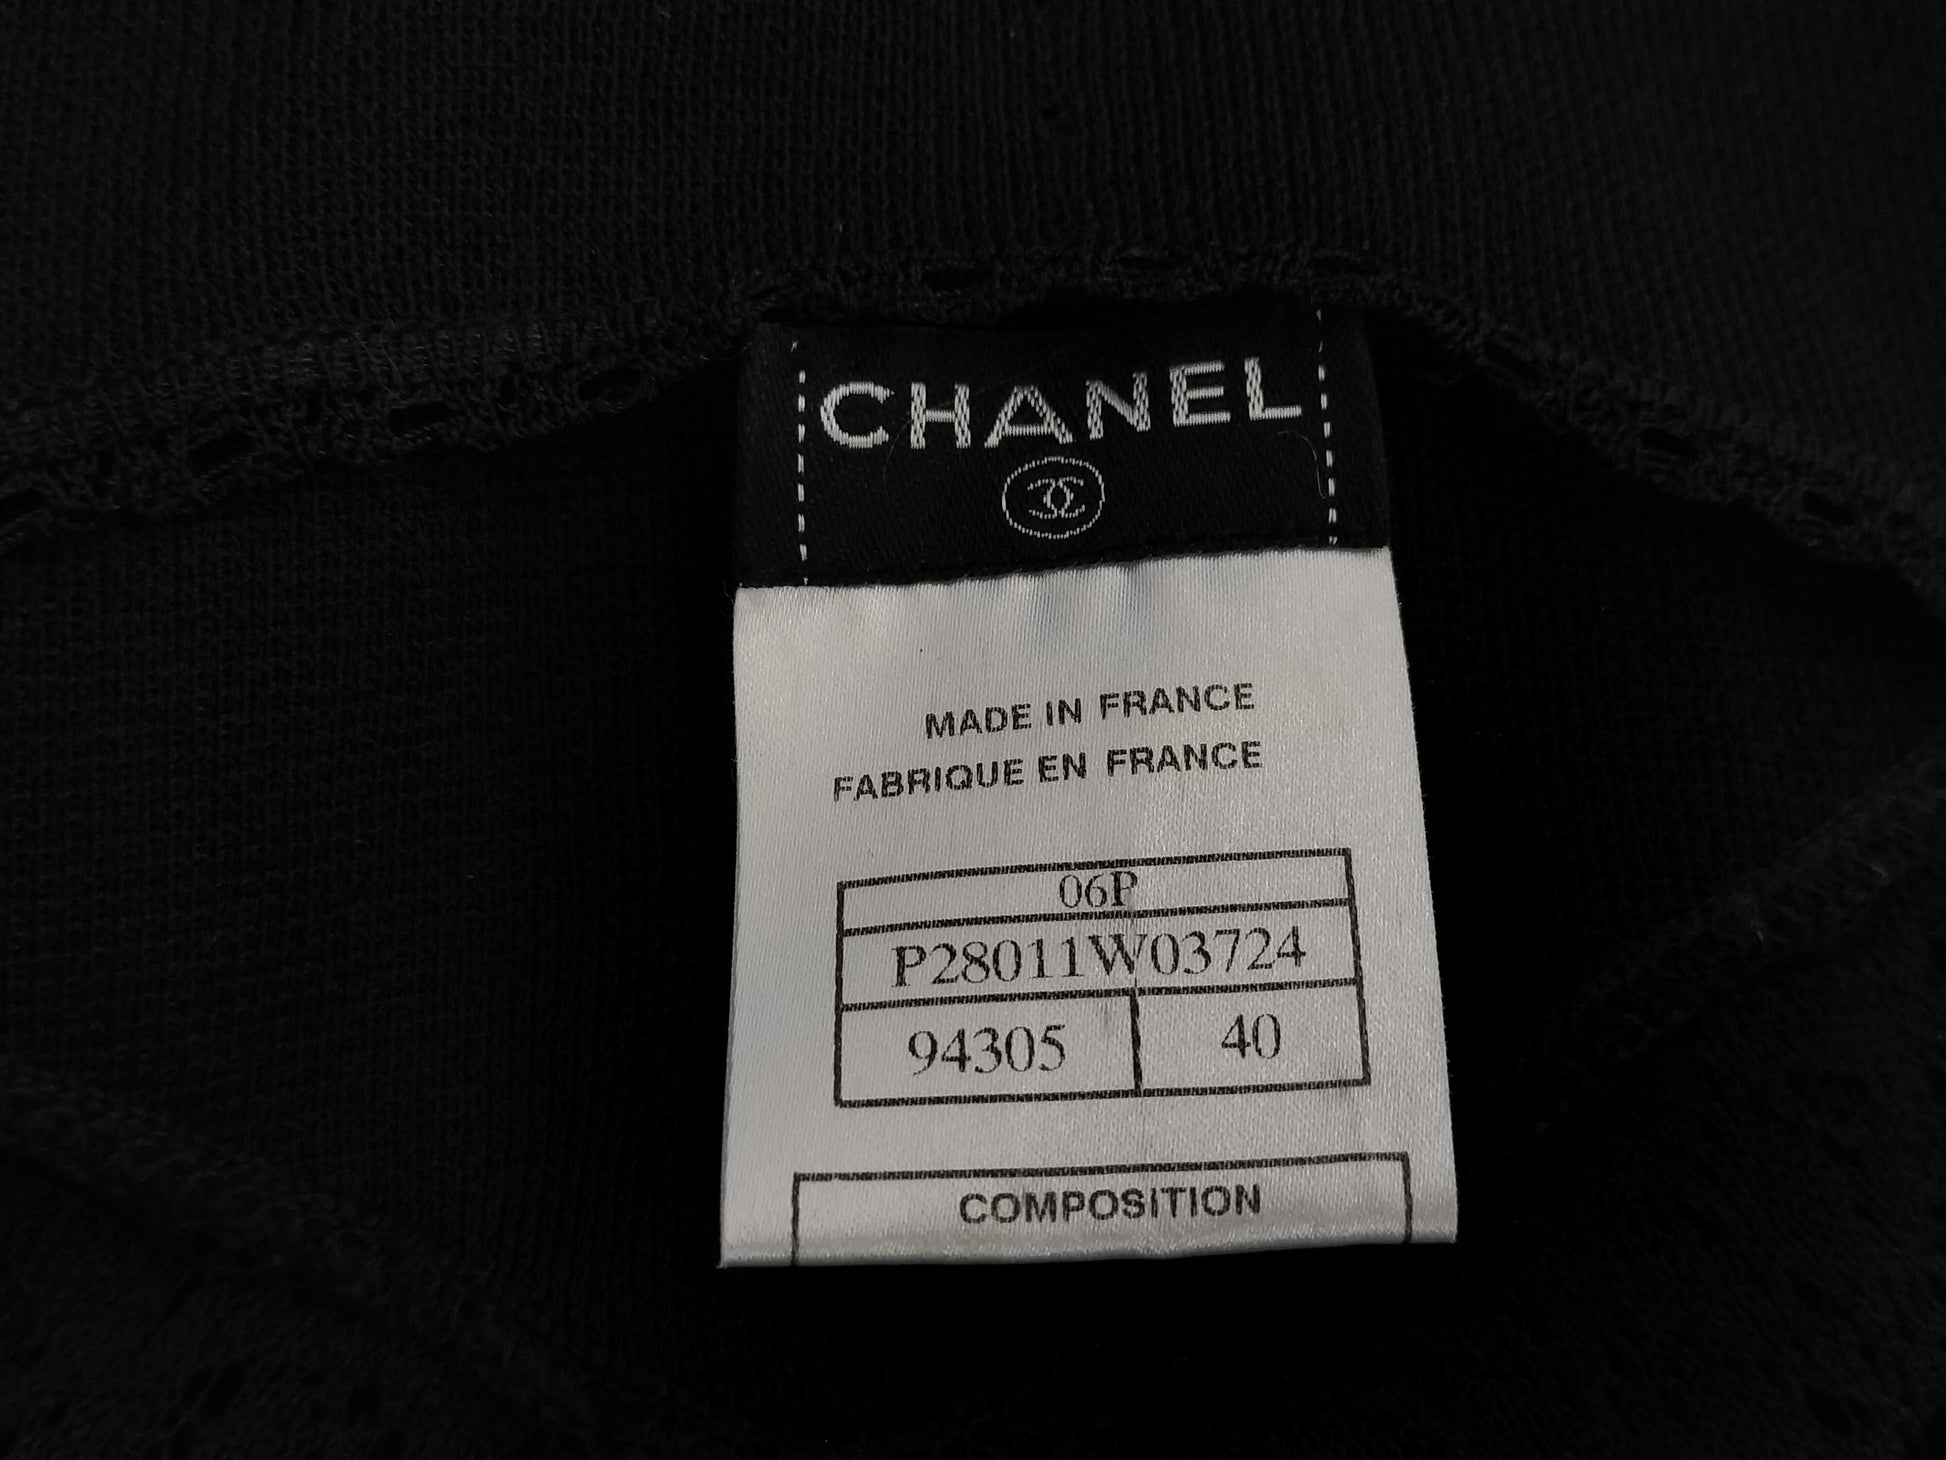 CHANEL
MADE IN FRANCE
FABRIQUE EN FRANCE
06P
P28011W03724
94305 40
COMPOSITION